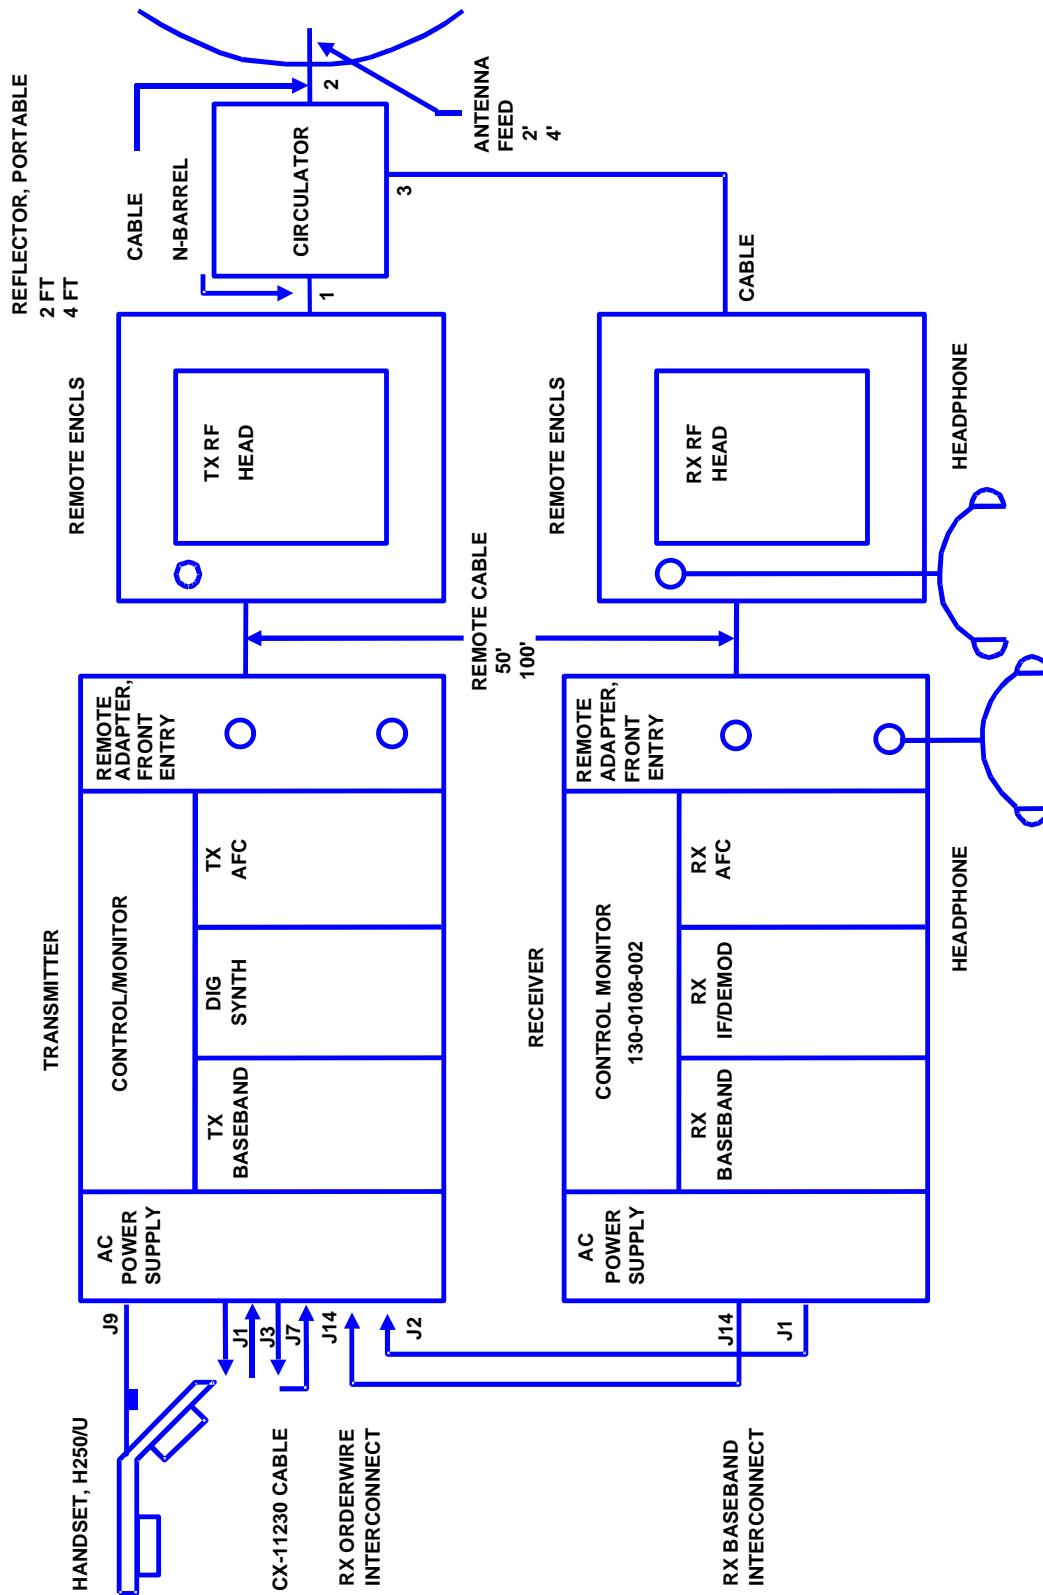 HANDSET, H250/U
J9
J1
J3
J7
J14
J2
CX-11230 CABLE
RX ORDERWIRE
INTERCONNECT
RX BASEBAND
INTERCONNECT
TRANSMITTER
AC
POWER
SUPPLY
CONTROL/MONITOR
TX
BASEBAND
DIG
SYNTH
TX
AFC
REMOTE
ADAPTER,
FRONT
ENTRY
REMOTE CABLE
50'
100'
REMOTE ENCLS
TX RF
HEAD
REFLECTOR, PORTABLE
2 FT
4 FT
CABLE
N-BARREL
1
CIRCULATOR
2
3
ANTENNA
FEED
2'
4'
RECEIVER
J14
J1
AC
POWER
SUPPLY
CONTROL MONITOR
130-0108-002
RX
BASEBAND
RX
IF/DEMOD
RX
AFC
REMOTE
ADAPTER,
FRONT
ENTRY
REMOTE ENCLS
RX RF
HEAD
CABLE
HEADPHONE
HEADPHONE